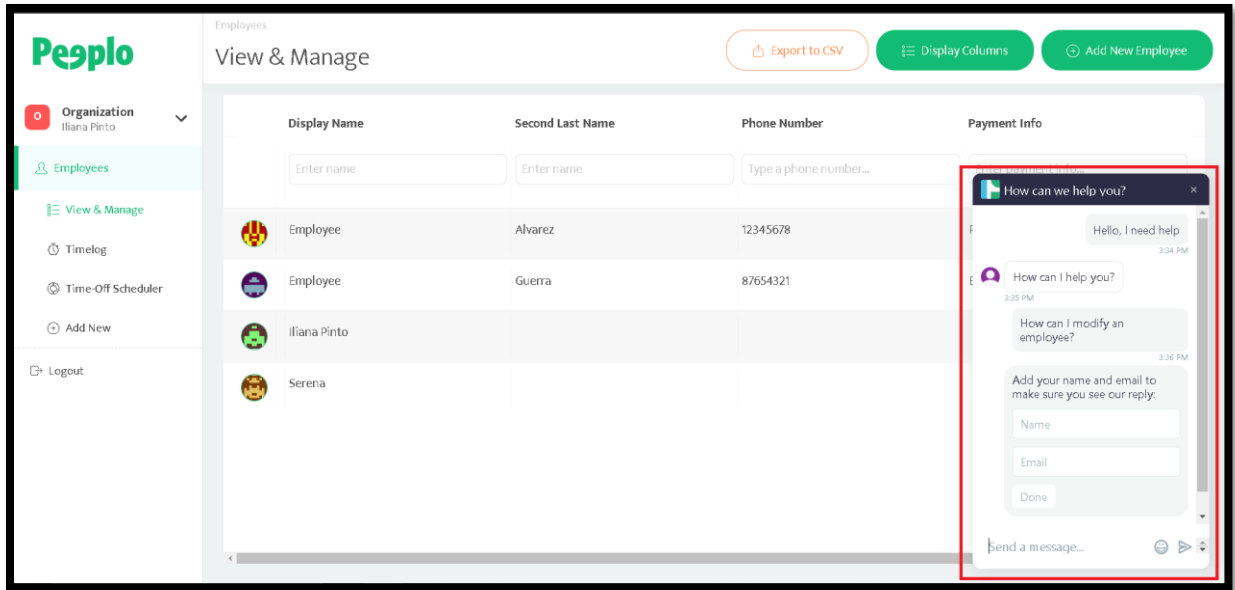 Peeplo
Employees
View & Manage
Export to CSV
Display Columns
Add New Employee
O
Organization
Iliana Pinto
Employees
View & Manage
Timelog
Time-Off Scheduler
Add New
Logout
Display Name
Second Last Name
Phone Number
Payment Info
Enter name
Enter name
Type a phone number...
Enter payment info...
Employee
Alvarez
12345678
Employee
Guerra
87654321
Iliana Pinto
Serena
How can we help you?
×
Hello, I need help
3:34 PM
How can I help you?
3:35 PM
How can I modify an
employee?
3:36 PM
Add your name and email to
make sure you see our reply:
Name
Email
Done
Send a message...